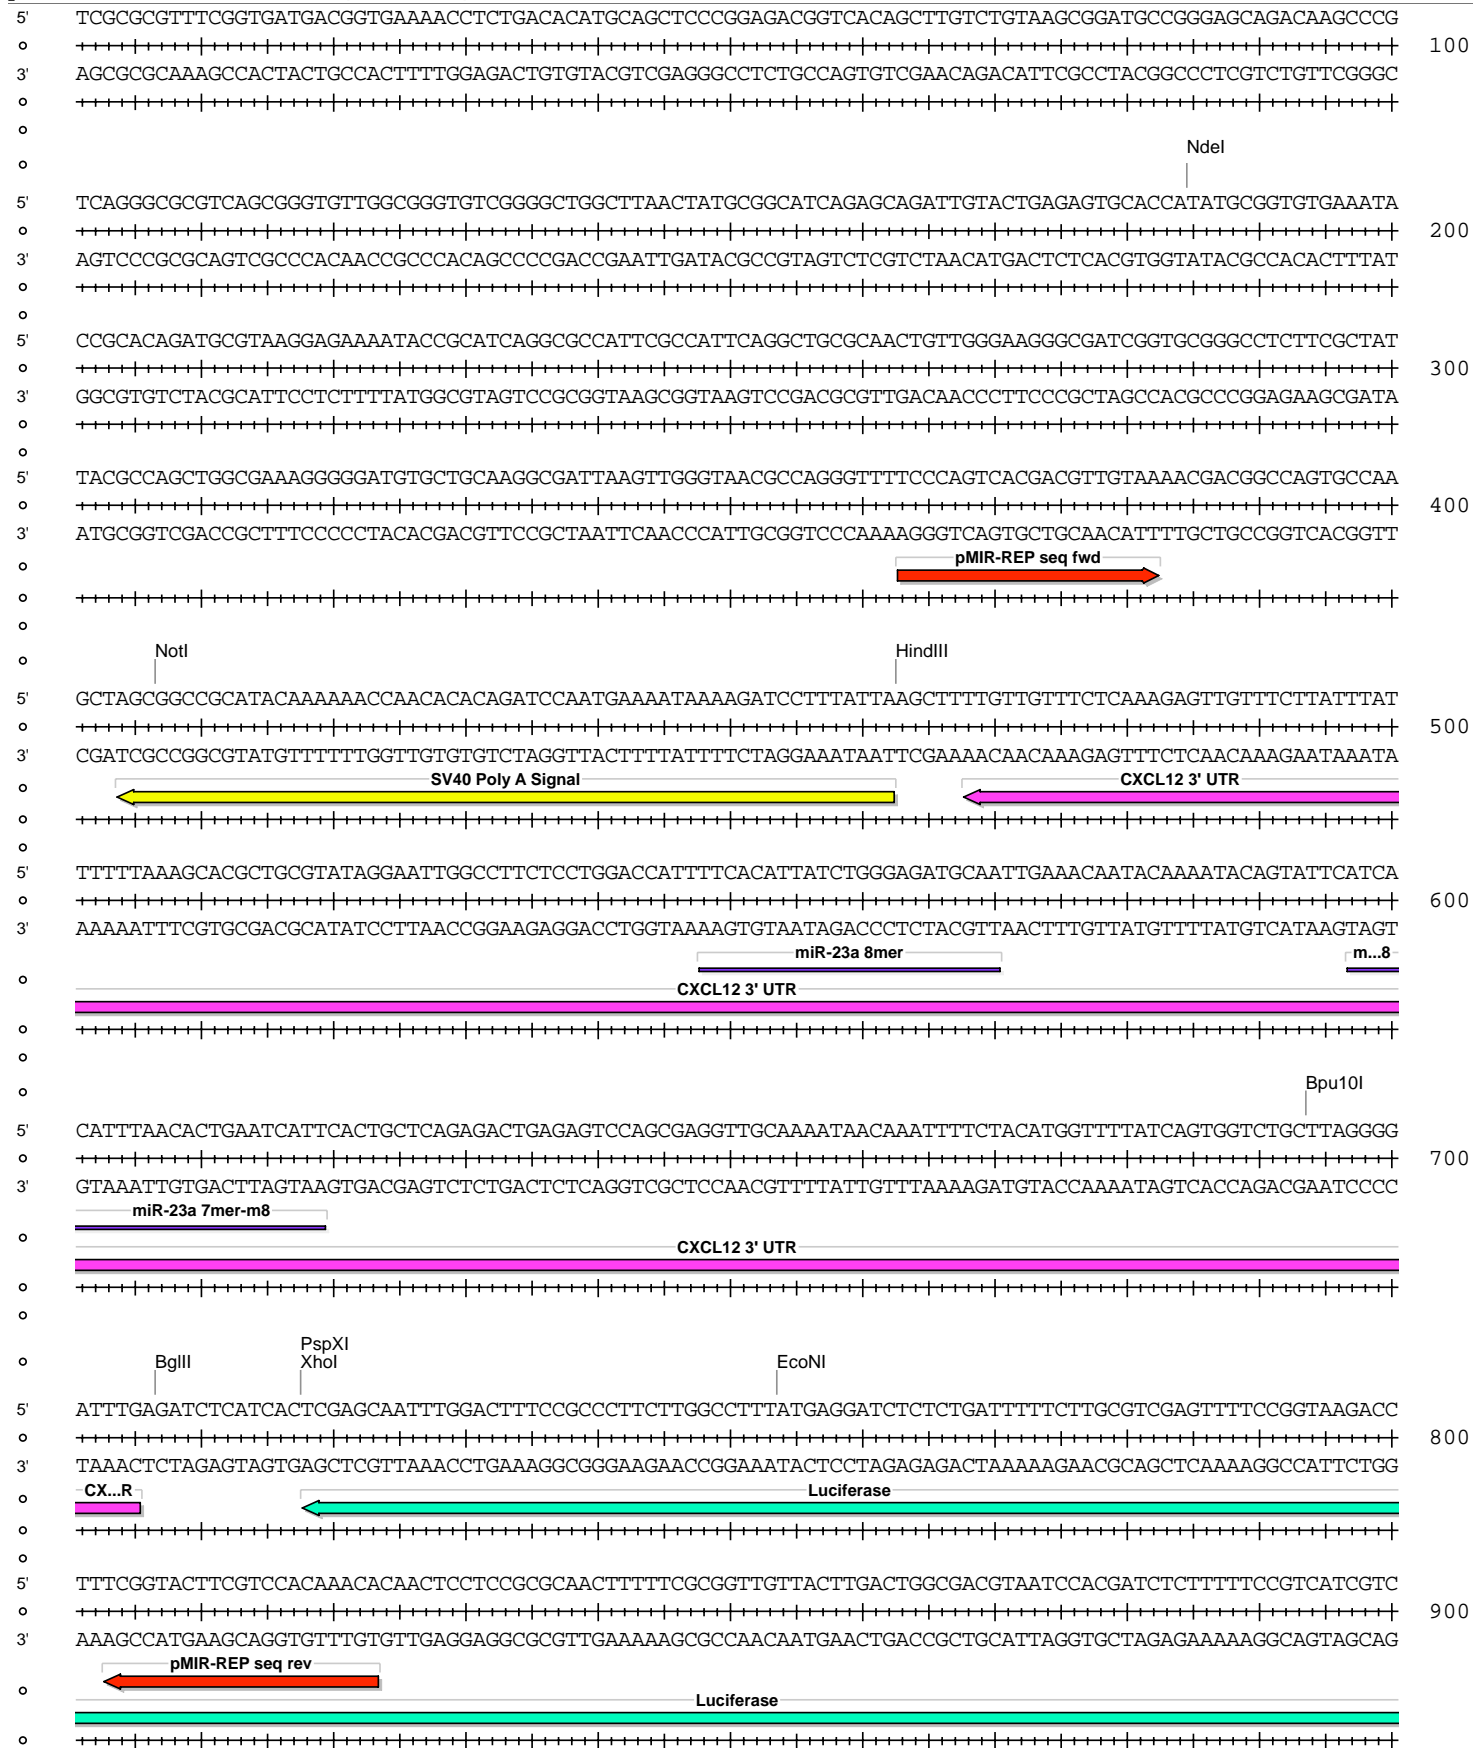 5' TCGCGCGTTTCGGTGATGACGGTGAAAACCTCTGACACATGCAGCTCCCGGAGACGGTCACAGCTTGTCTGTAAGCGGATGCCGGGAGCAGACAAGCCCG
100
3' AGCGCGCAAAGCCACTACTGCCACTTTTGGAGACTGTGTACGTCGAGGGCCTCTGCCAGTGTCGAACAGACATTCGCCTACGGCCCTCGTCTGTTCGGGC
NdeI
5' TCAGGGCGCGTCAGCGGGTGTTGGCGGGTGTCGGGGCTGGCTTAACTATGCGGCATCAGAGCAGATTGTACTGAGAGTGCACCATATGCGGTGTGAAATA
200
3' AGTCCCGCGCAGTCGCCCACAACCGCCCACAGCCCCGACCGAATTGATACGCCGTAGTCTCGTCTAACATGACTCTCACGTGGTATACGCCACACTTTAT
5' CCGCACAGATGCGTAAGGAGAAAATACCGCATCAGGCGCCATTCGCCATTCAGGCTGCGCAACTGTTGGGAAGGGCGATCGGTGCGGGCCTCTTCGCTAT
300
3' GGCGTGTCTACGCATTCCTCTTTTATGGCGTAGTCCGCGGTAAGCGGTAAGTCCGACGCGTTGACAACCCTTCCCGCTAGCCACGCCCGGAGAAGCGATA
5' TACGCCAGCTGGCGAAAGGGGGATGTGCTGCAAGGCGATTAAGTTGGGTAACGCCAGGGTTTTCCCAGTCACGACGTTGTAAAACGACGGCCAGTGCCAA
400
3' ATGCGGTCGACCGCTTTCCCCCTACACGACGTTCCGCTAATTCAACCCATTGCGGTCCCAAAAGGGTCAGTGCTGCAACATTTTGCTGCCGGTCACGGTT
pMIR-REP seq fwd
NotI HindIII
5' GCTAGCGGCCGCATACAAAAAACCAACACACAGATCCAATGAAAATAAAAGATCCTTTATTAAGCTTTTGTTGTTTCTCAAAGAGTTGTTTCTTATTTAT
500
3' CGATCGCCGGCGTATGTTTTTTGGTTGTGTGTCTAGGTTACTTTTATTTTCTAGGAAATAATTCGAAAACAACAAAGAGTTTCTCAACAAAGAATAAATA
SV40 Poly A Signal CXCL12 3' UTR
5' TTTTTAAAGCACGCTGCGTATAGGAATTGGCCTTCTCCTGGACCATTTTCACATTATCTGGGAGATGCAATTGAAACAATACAAAATACAGTATTCATCA
600
3' AAAAATTTCGTGCGACGCATATCCTTAACCGGAAGAGGACCTGGTAAAAGTGTAATAGACCCTCTACGTTAACTTTGTTATGTTTTATGTCATAAGTAGT
miR-23a 8mer m...8
CXCL12 3' UTR
Bpu10I
5' CATTTAACACTGAATCATTCACTGCTCAGAGACTGAGAGTCCAGCGAGGTTGCAAAATAACAAATTTTCTACATGGTTTTATCAGTGGTCTGCTTAGGGG
700
3' GTAAATTGTGACTTAGTAAGTGACGAGTCTCTGACTCTCAGGTCGCTCCAACGTTTTATTGTTTAAAAGATGTACCAAAATAGTCACCAGACGAATCCCC
miR-23a 7mer-m8
CXCL12 3' UTR
PspXI
BglII XhoI EcoNI
5' ATTTGAGATCTCATCACTCGAGCAATTTGGACTTTCCGCCCTTCTTGGCCTTTATGAGGATCTCTCTGATTTTTCTTGCGTCGAGTTTTCCGGTAAGACC
800
3' TAAACTCTAGAGTAGTGAGCTCGTTAAACCTGAAAGGCGGGAAGAACCGGAAATACTCCTAGAGAGACTAAAAAGAACGCAGCTCAAAAGGCCATTCTGG
CX...R Luciferase
5' TTTCGGTACTTCGTCCACAAACACAACTCCTCCGCGCAACTTTTTCGCGGTTGTTACTTGACTGGCGACGTAATCCACGATCTCTTTTTCCGTCATCGTC
900
3' AAAGCCATGAAGCAGGTGTTTGTGTTGAGGAGGCGCGTTGAAAAAGCGCCAACAATGAACTGACCGCTGCATTAGGTGCTAGAGAAAAAGGCAGTAGCAG
pMIR-REP seq rev
Luciferase